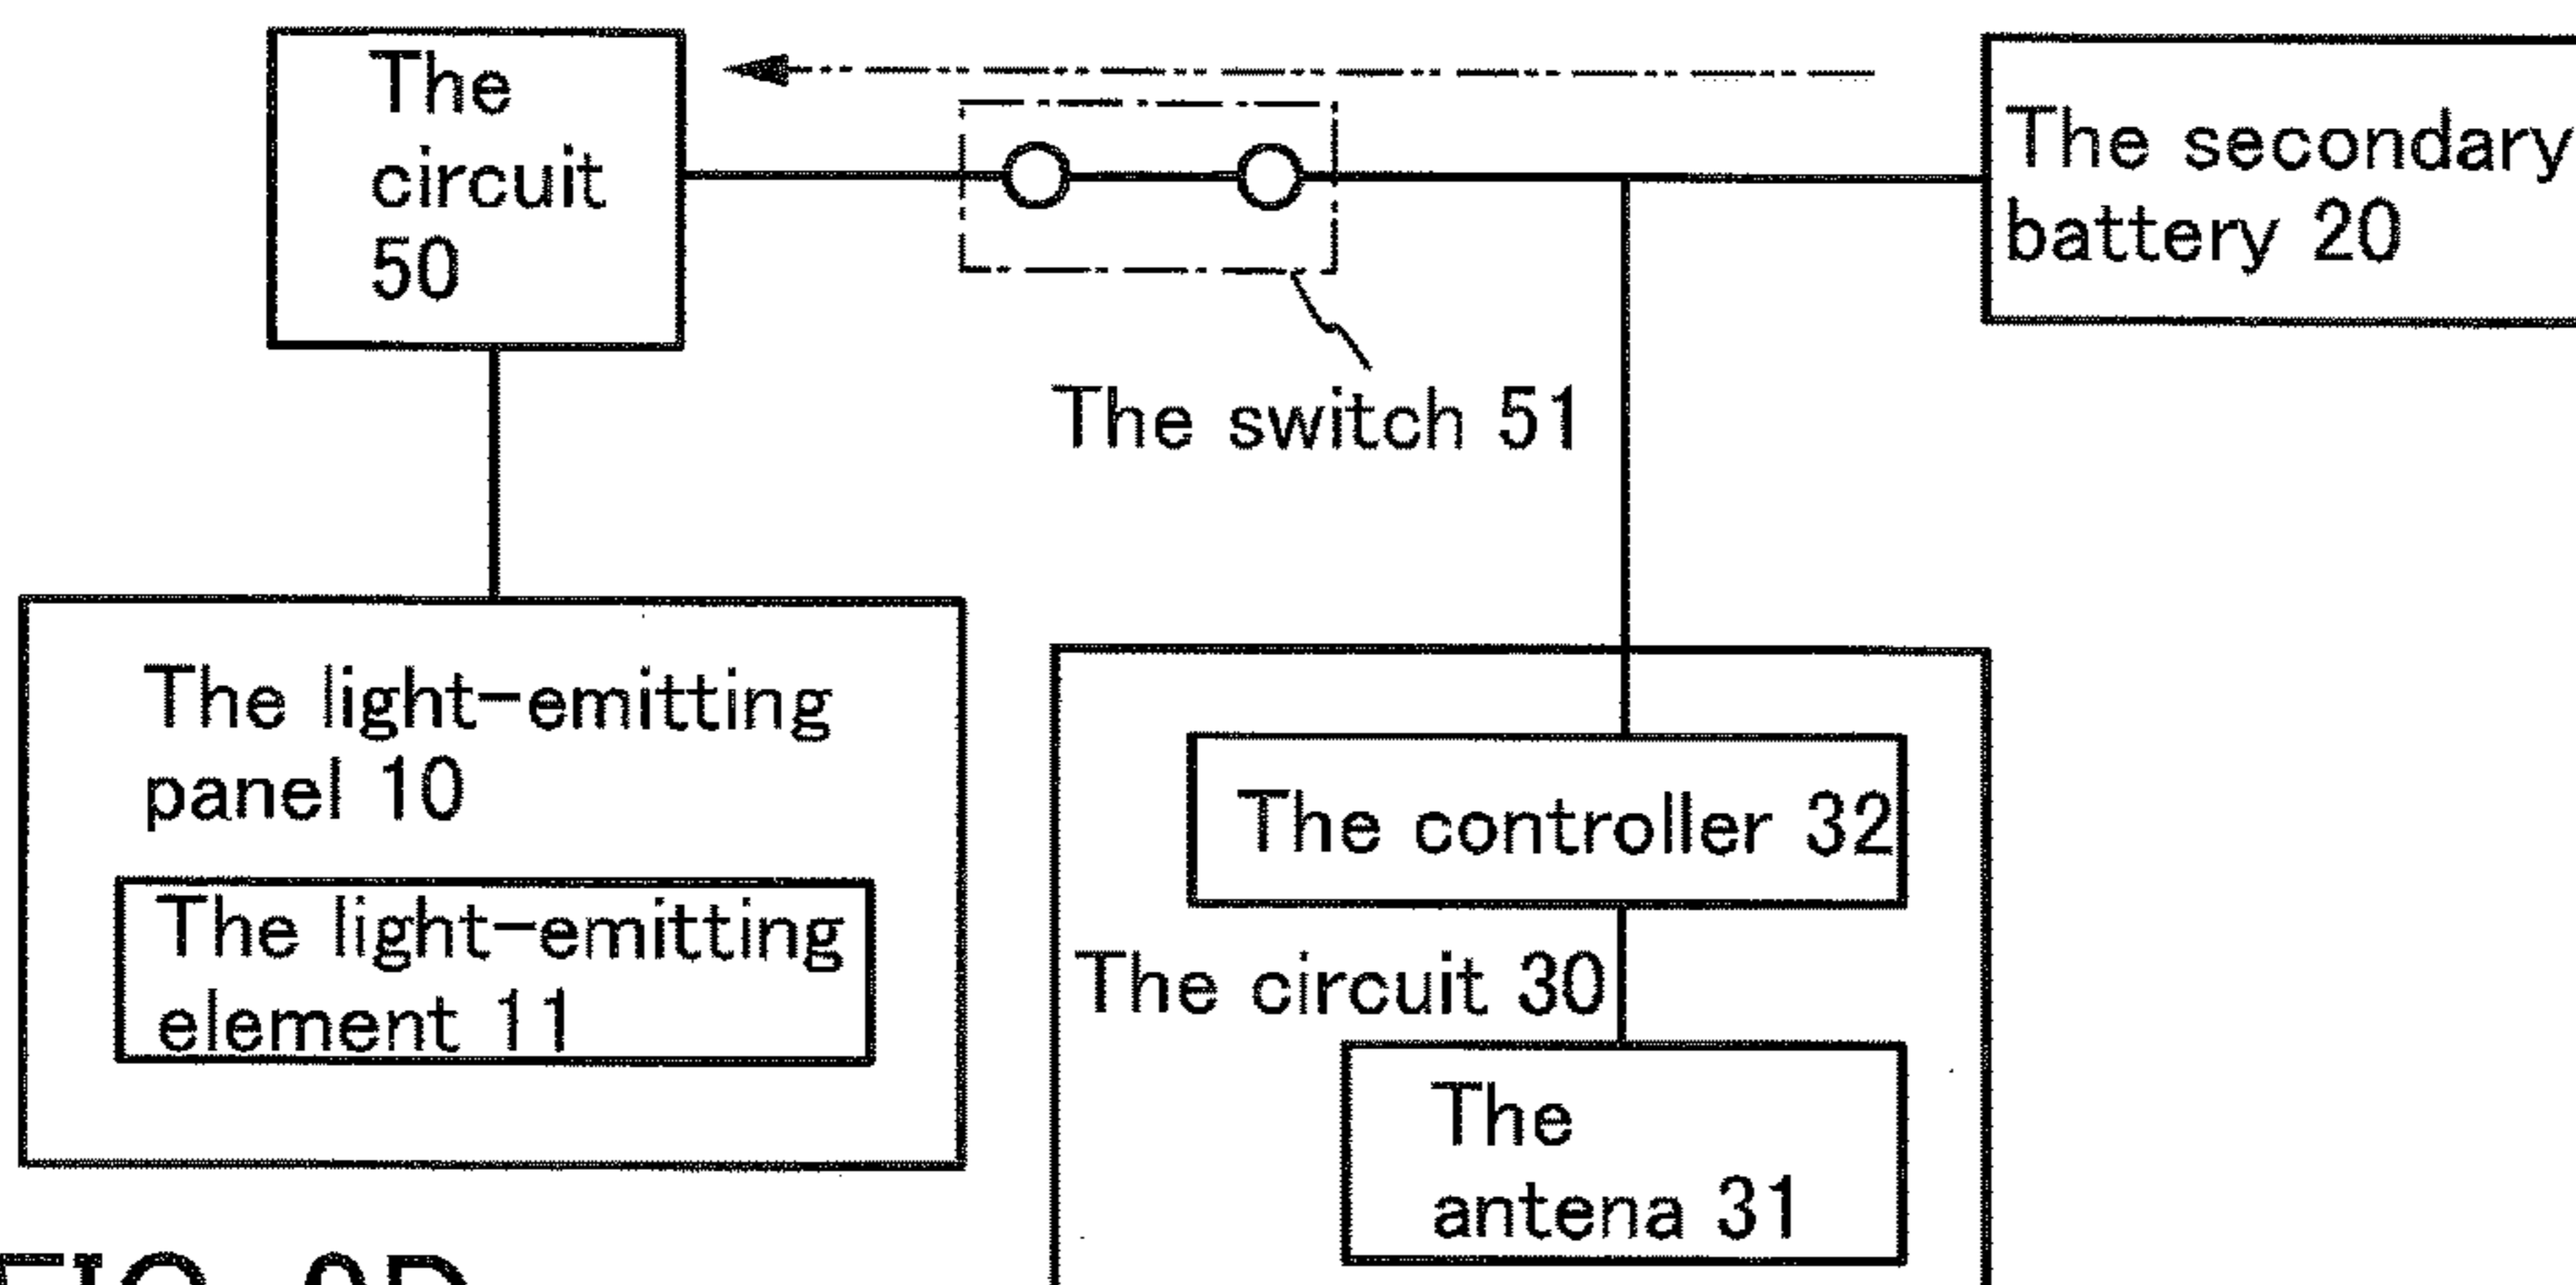 The
circuit
50
The secondary
battery 20
The switch 51
The light-emitting
panel 10
The light-emitting
element 11
The controller 32
The circuit 30
The
antena 31